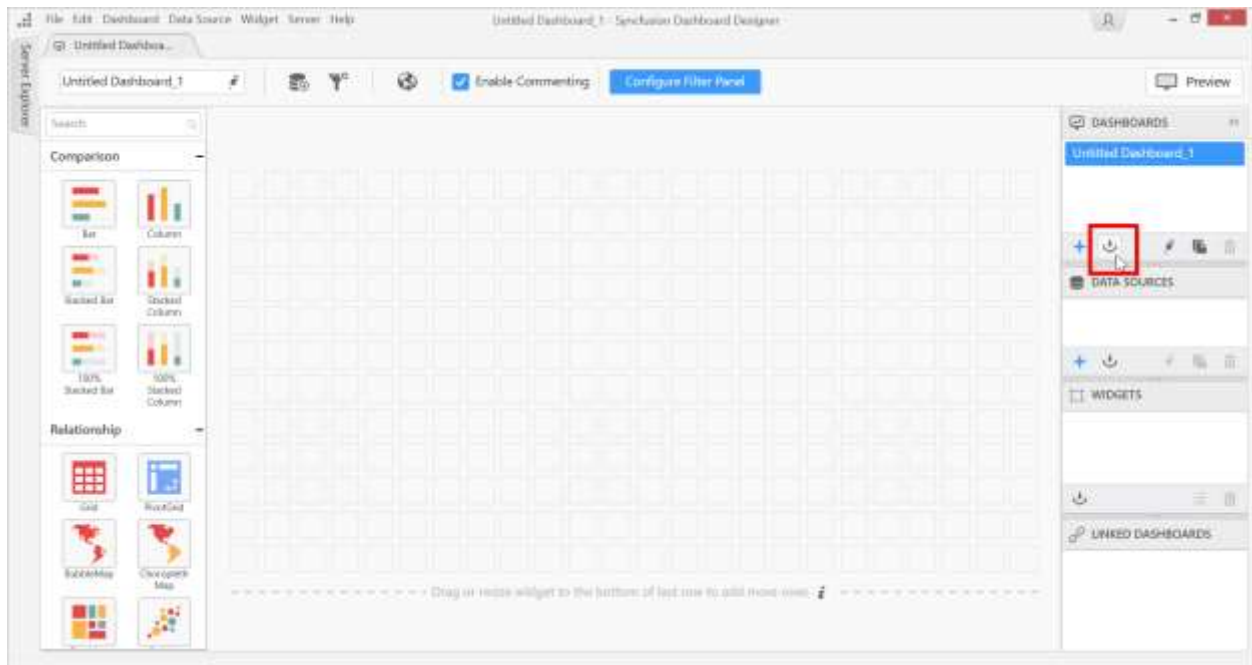 File Edit Dashboard Data Source Widget Server Help
Untitled Dashboard_1 - Syncfusion Dashboard Designer
Server Explorer
Untitled Dashboa...
Untitled Dashboard_1
Enable Commenting
Configure Filter Panel
Preview
Search
Comparison
Bar
Column
Stacked Bar
Stacked
Column
100%
Stacked Bar
100%
Stacked
Column
Relationship
Grid
PivotGrid
BubbleMap
Choropleth
Map
Drag or resize widget to the bottom of last row to add more rows
DASHBOARDS
Untitled Dashboard_1
DATA SOURCES
WIDGETS
LINKED DASHBOARDS